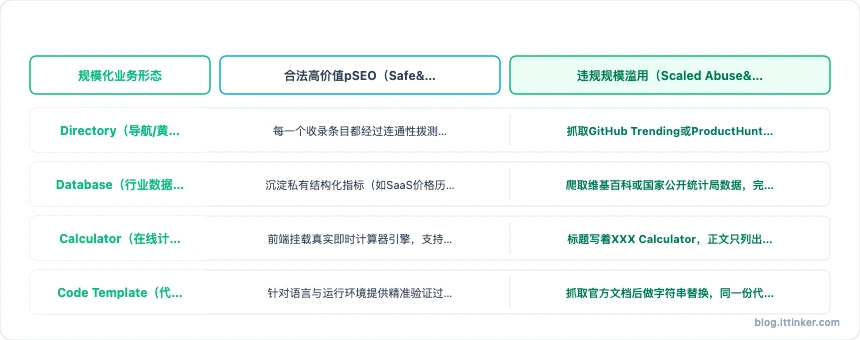 规模化业务形态
合法高价值pSEO（Safe&...
违规规模滥用（Scaled Abuse&...
Directory（导航/黄...
每一个收录条目都经过连通性拨测...
抓取GitHub Trending或ProductHunt...
Database（行业数据...
沉淀私有结构化指标（如SaaS价格历...
爬取维基百科或国家公开统计局数据，完...
Calculator（在线计...
前端挂载真实即时计算器引擎，支持...
标题写着XXX Calculator，正文只列出...
Code Template（代...
针对语言与运行环境提供精准验证过...
抓取官方文档后做字符串替换，同一份代...
blog.ittinker.com